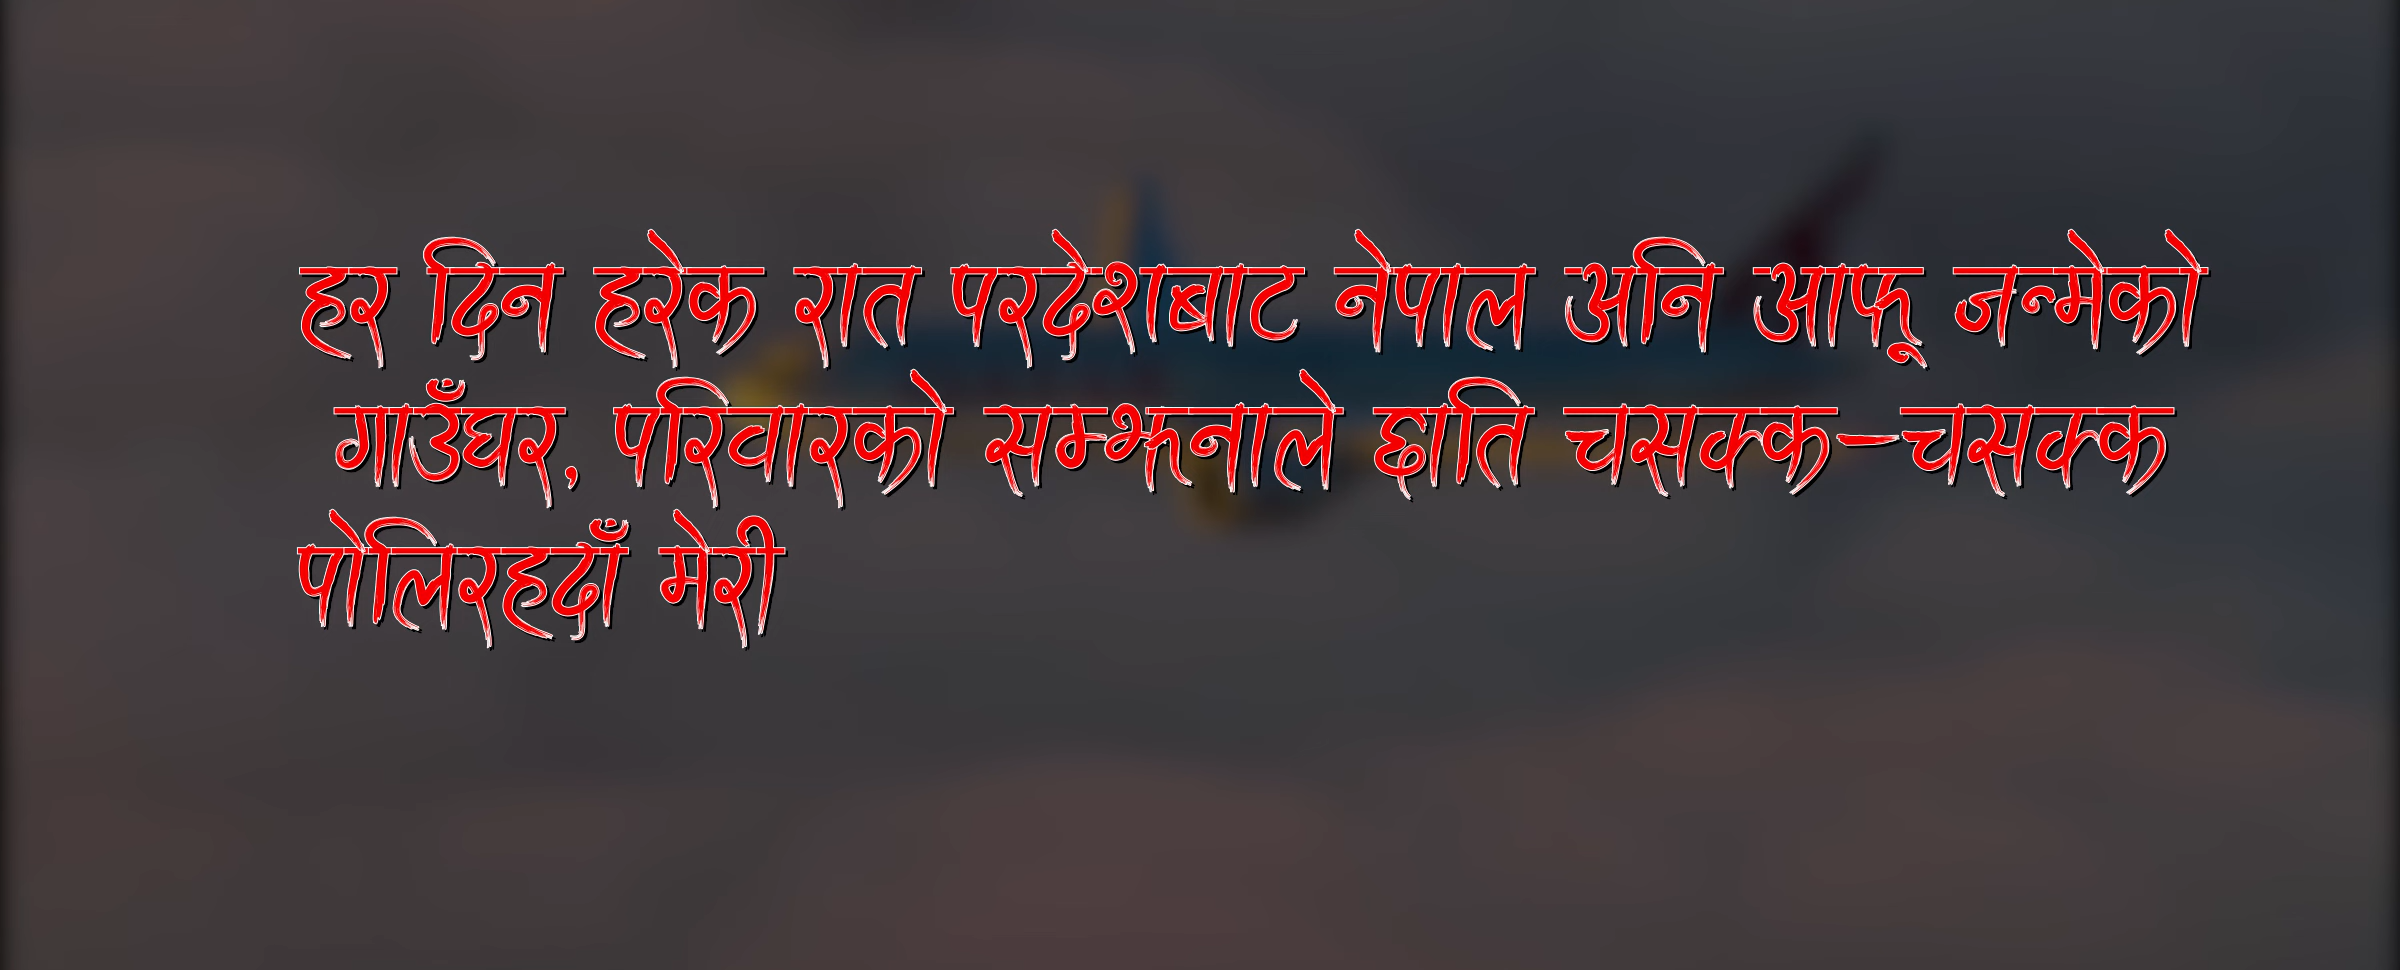 हर दिन हरेक रात परदेशबाट नेपाल अनि आफू जन्मेको
गाउँघर, परिवारको सम्झनाले छाति चसक्क–चसक्क
पोलिरहदाँ मेरी